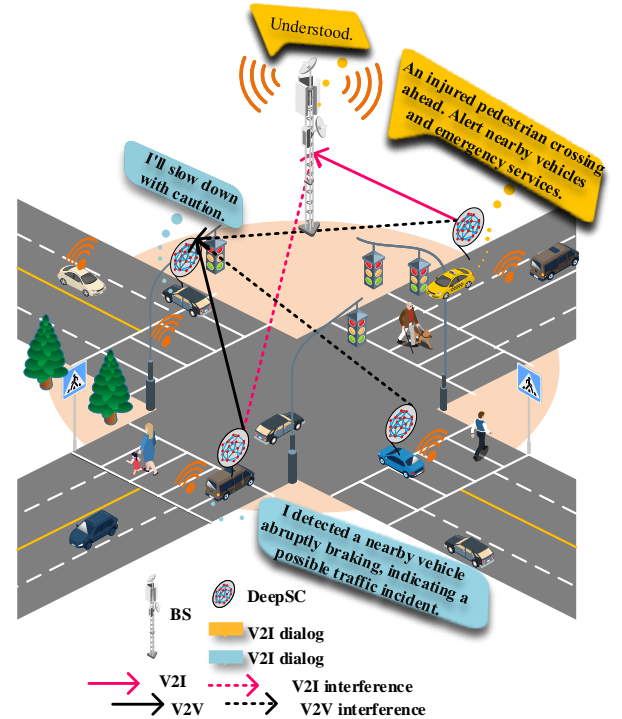 Understood.
An injured pedestrian crossing
ahead. Alert nearby vehicles
and emergency services.
I'll slow down
with caution.
I detected a nearby vehicle
abruptly braking, indicating a
possible traffic incident.
BS
DeepSC
V2I dialog
V2I dialog
V2I
V2I interference
V2V
V2V interference